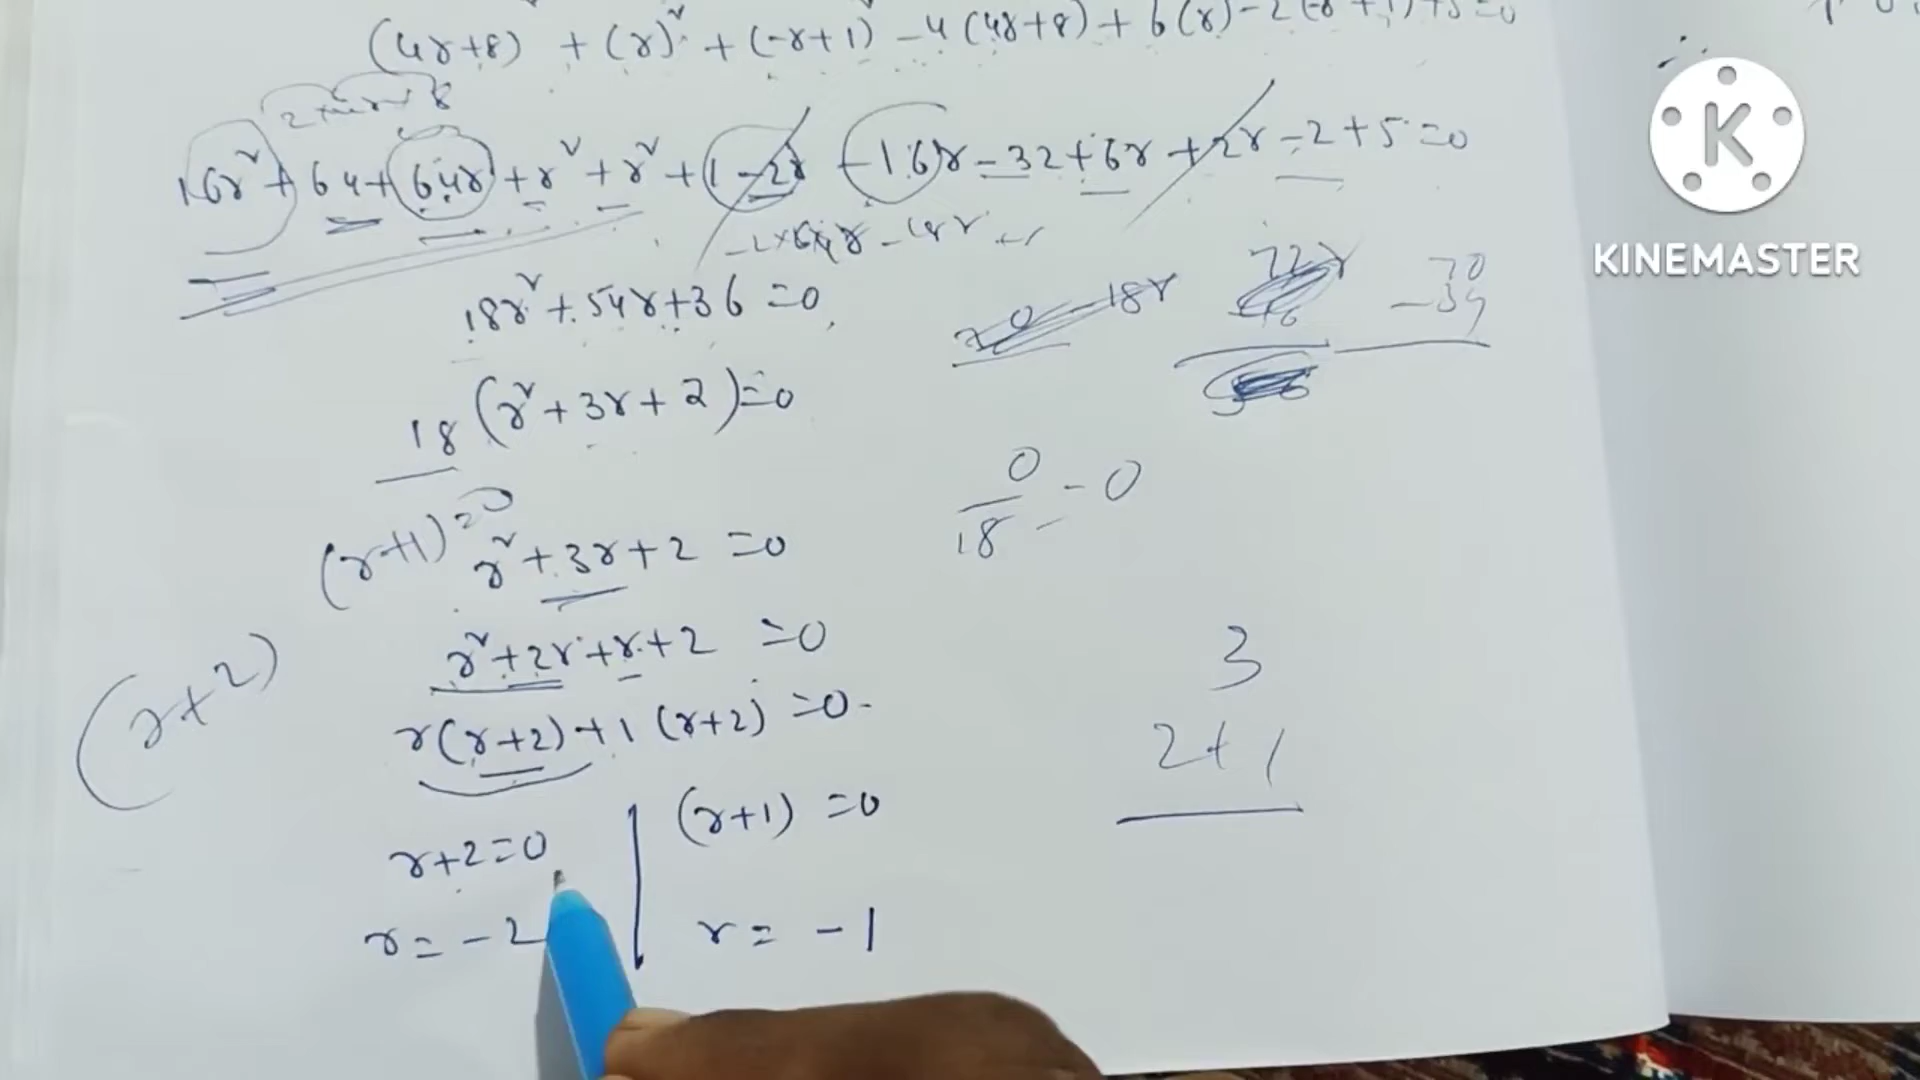 (4r+8)² + (r)² + (-r+1)² - 4(4r+8) + 6(r) - 2(-r+1) + 5 = 0
16r² + 64 + 64r + r² + r² + 1 - 2r - 16r - 32 + 6r + 2r - 2 + 5 = 0
18r² + 54r + 36 = 0
18 (r² + 3r + 2) = 0
0/18 = 0
(r+1) = 0
r² + 3r + 2 = 0
r² + 2r + r + 2 = 0
3
(r+2)
r(r+2) + 1(r+2) = 0
2+1
r+2=0
(r+1) = 0
r = -2
r = -1
K
KINEMASTER